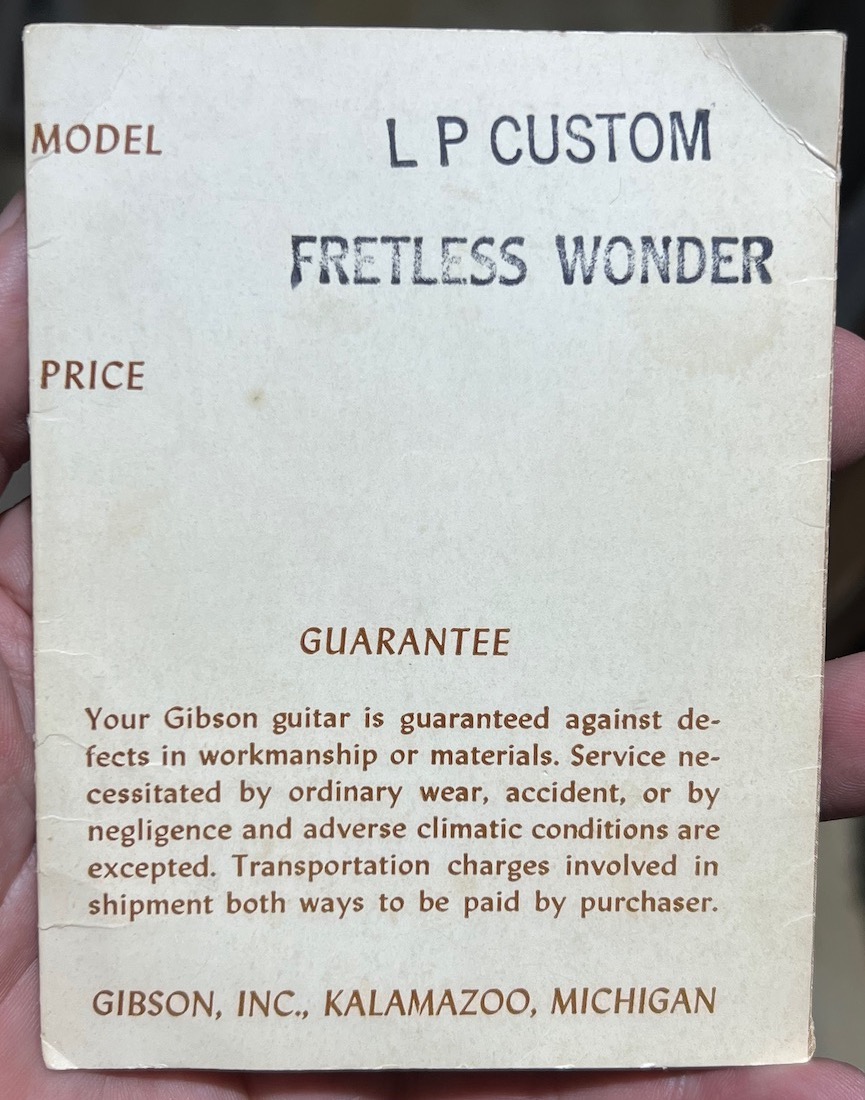 MODEL L P CUSTOM
FRETLESS WONDER
PRICE
GUARANTEE
Your Gibson guitar is guaranteed against de-
fects in workmanship or materials. Service ne-
cessitated by ordinary wear, accident, or by
negligence and adverse climatic conditions are
excepted. Transportation charges involved in
shipment both ways to be paid by purchaser.
GIBSON, INC., KALAMAZOO, MICHIGAN